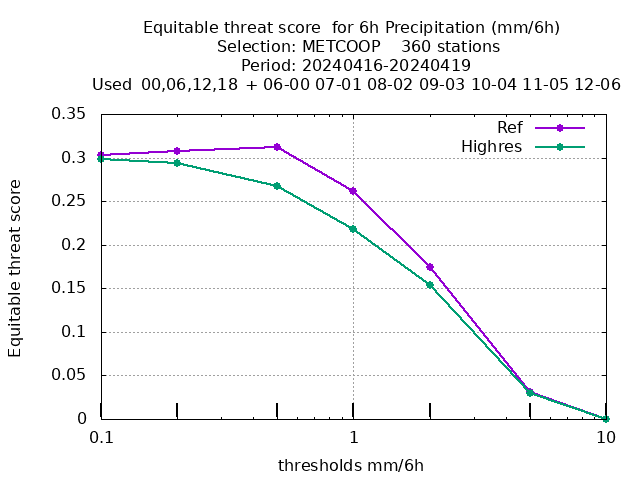 Equitable threat score  for 6h Precipitation (mm/6h)
Selection: METCOOP    360 stations
Period: 20240416-20240419
Used  00,06,12,18  + 06-00 07-01 08-02 09-03 10-04 11-05 12-06
Ref
Highres
0.35
0.3
0.25
0.2
0.15
0.1
0.05
0
Equitable threat score
0.1
1
10
thresholds mm/6h